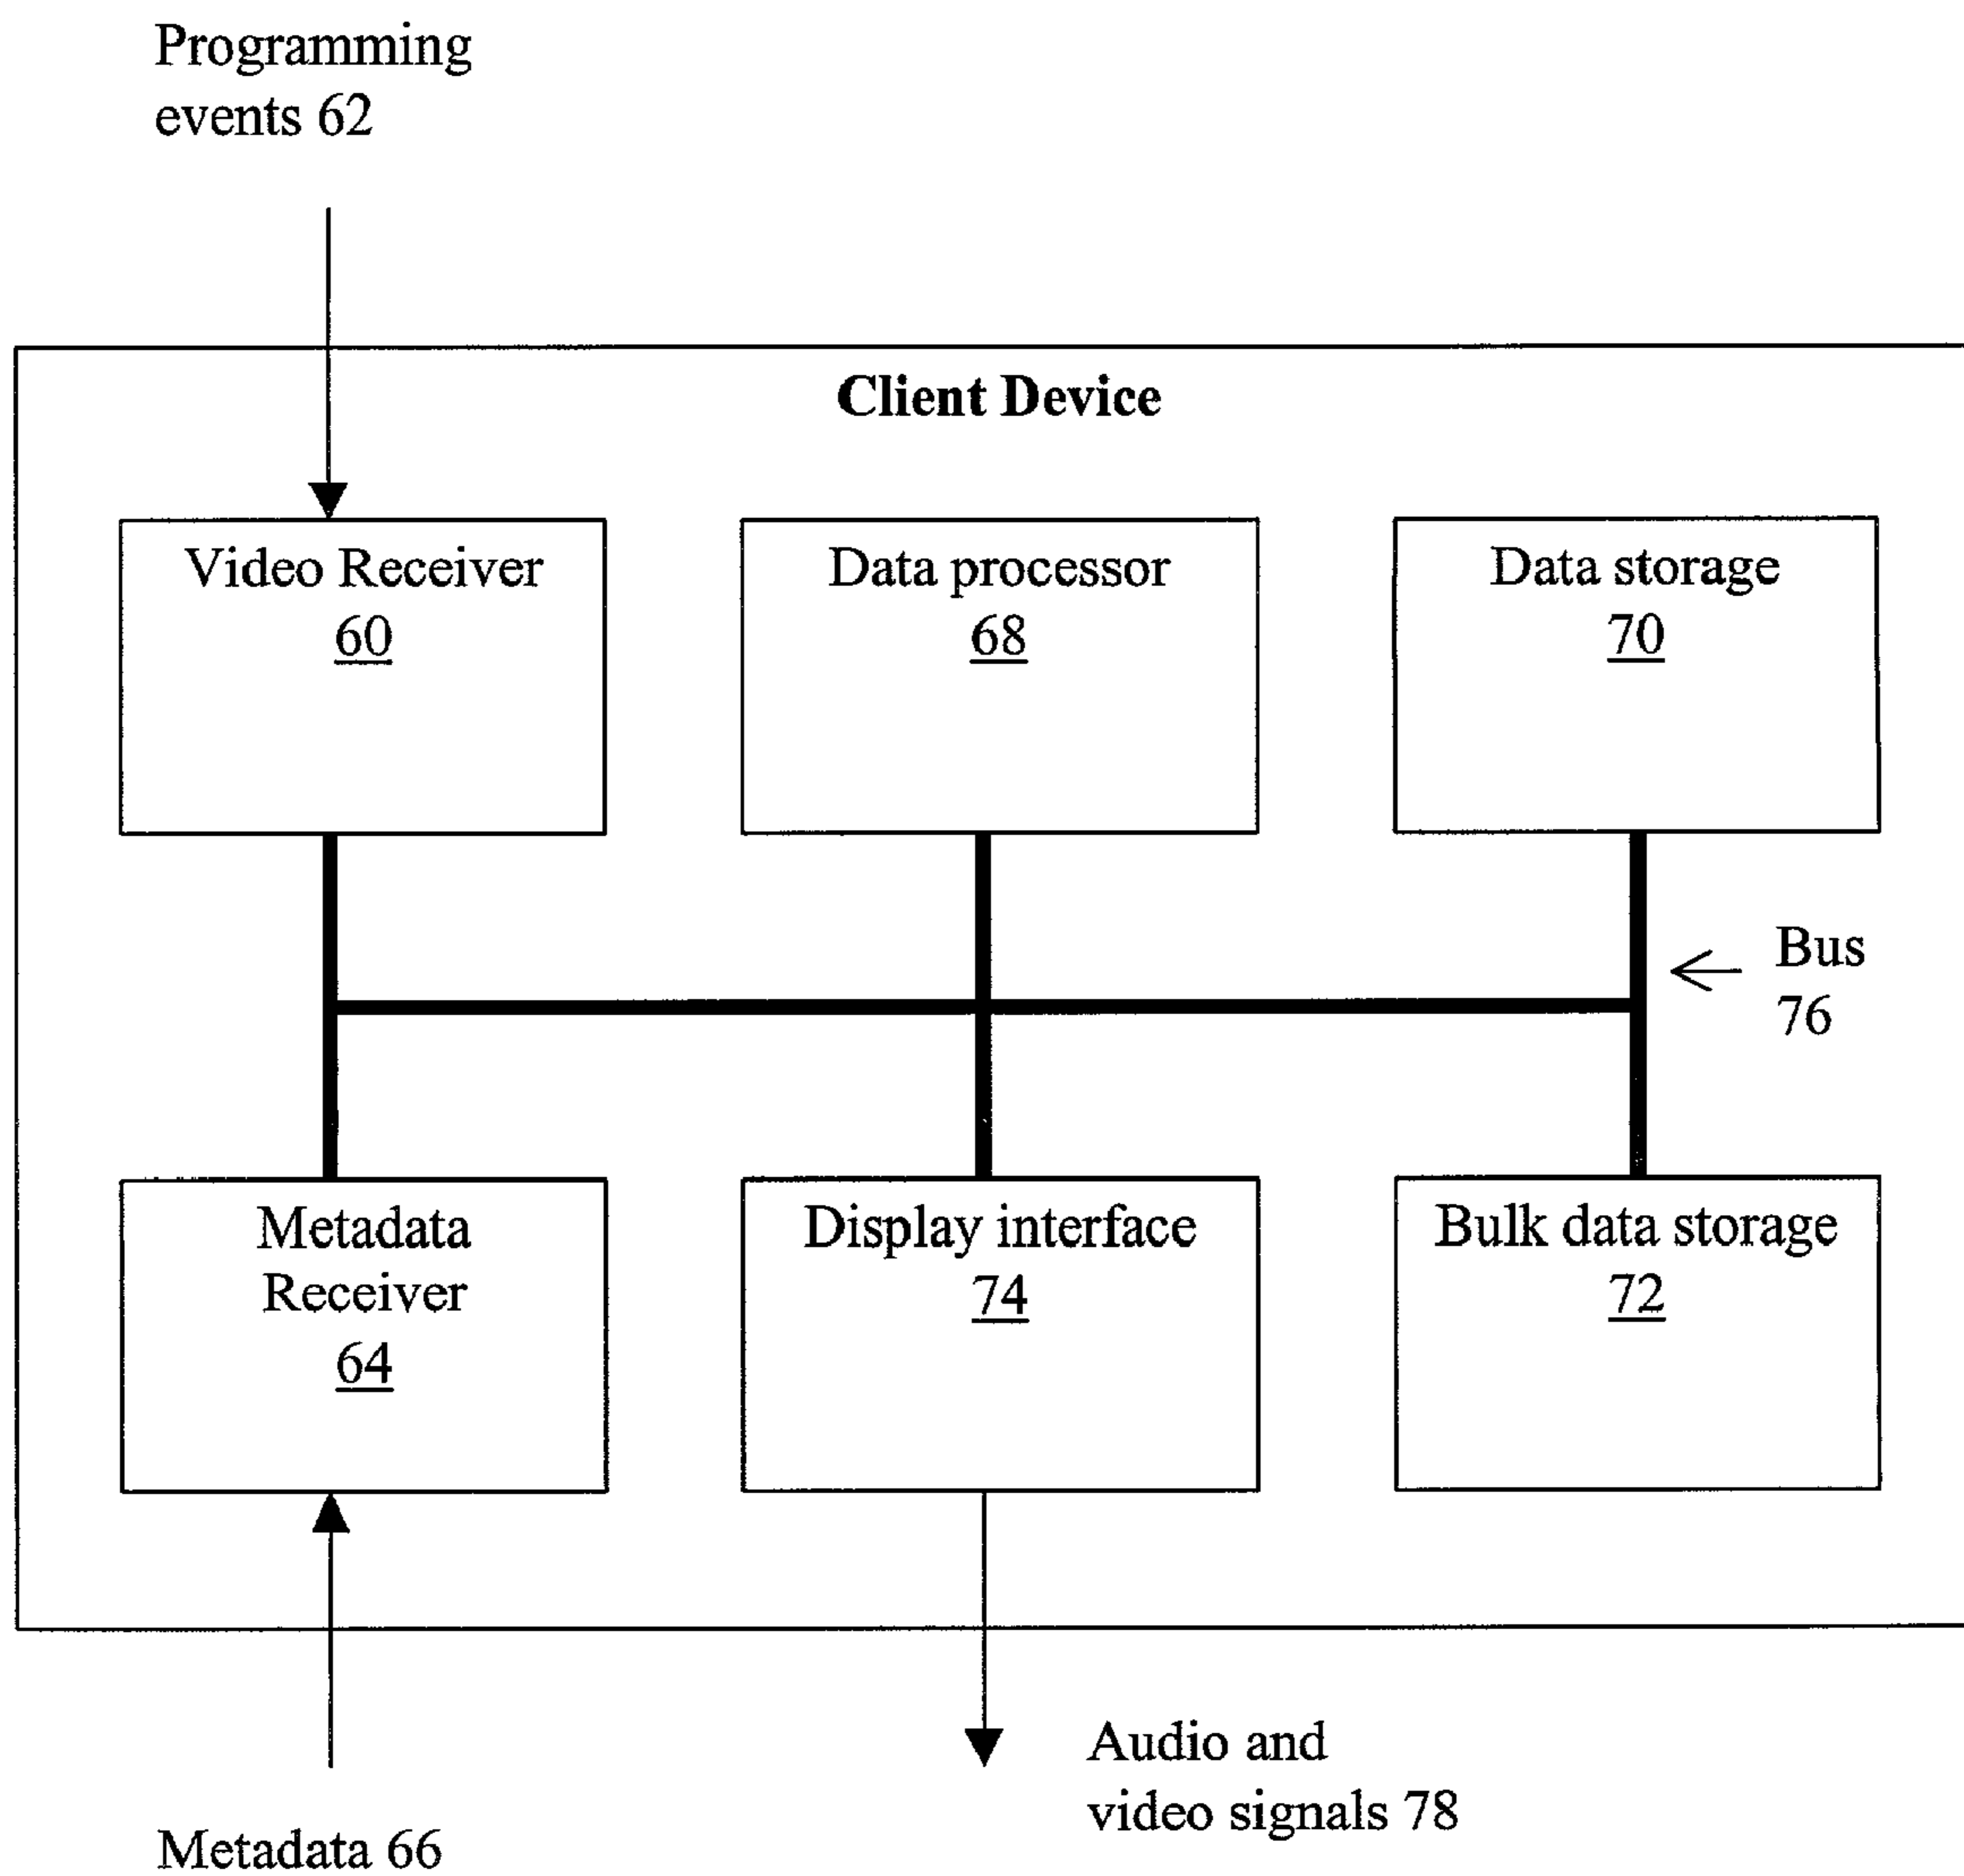 Programming
events 62
Client Device
Video Receiver
60
Data processor
68
Data storage
70
Bus
76
Metadata
Receiver
64
Display interface
74
Bulk data storage
72
Audio and
video signals 78
Metadata 66